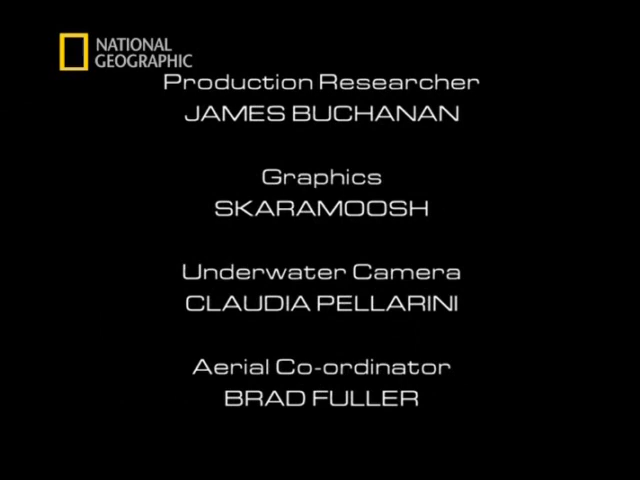 NATIONAL
GEOGRAPHIC
Production Researcher
JAMES BUCHANAN
Graphics
SKARAMOOSH
Underwater Camera
CLAUDIA PELLARINI
Aerial Co-ordinator
BRAD FULLER